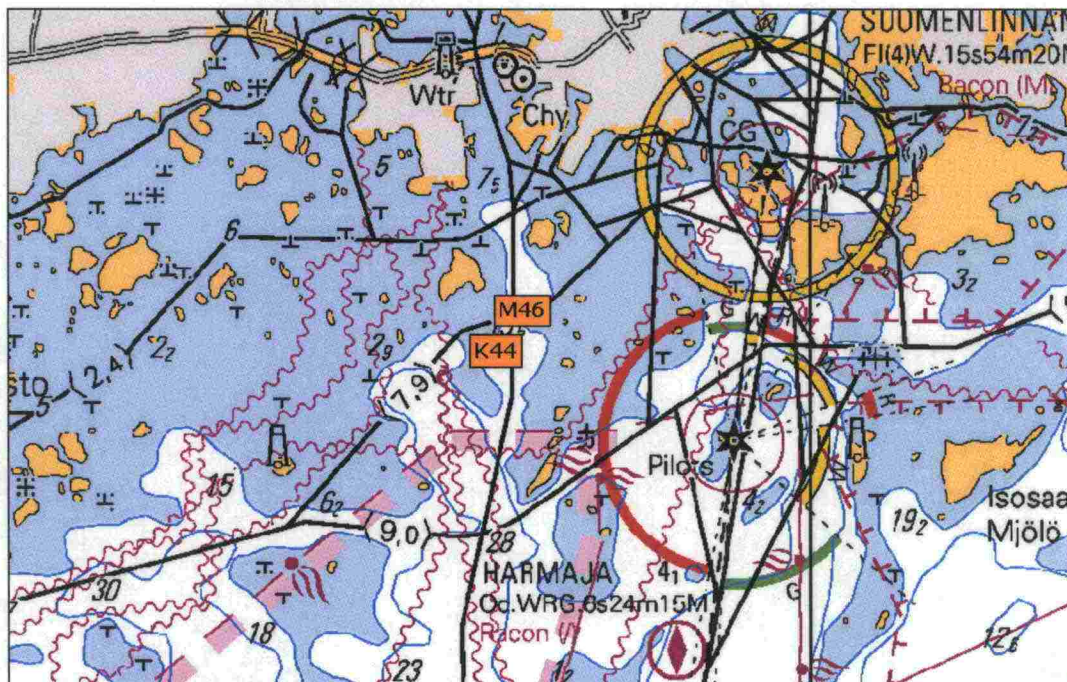 SUOMENLINNAN
Fl(4)W.15s54m20M
Racon (M)
Wtr
Chy
CG
5
7₅
6
3₂
M46
K44
2₂
2,4
2₉
7,9
sto
5
Pilots
15
6₂
9,0
28
4₂
19₂
Isosaa
Mjölö
30
HARMAJA
4₁
Oc.WRG.6s24m15M
G
Racon (/)
18
23
12₆